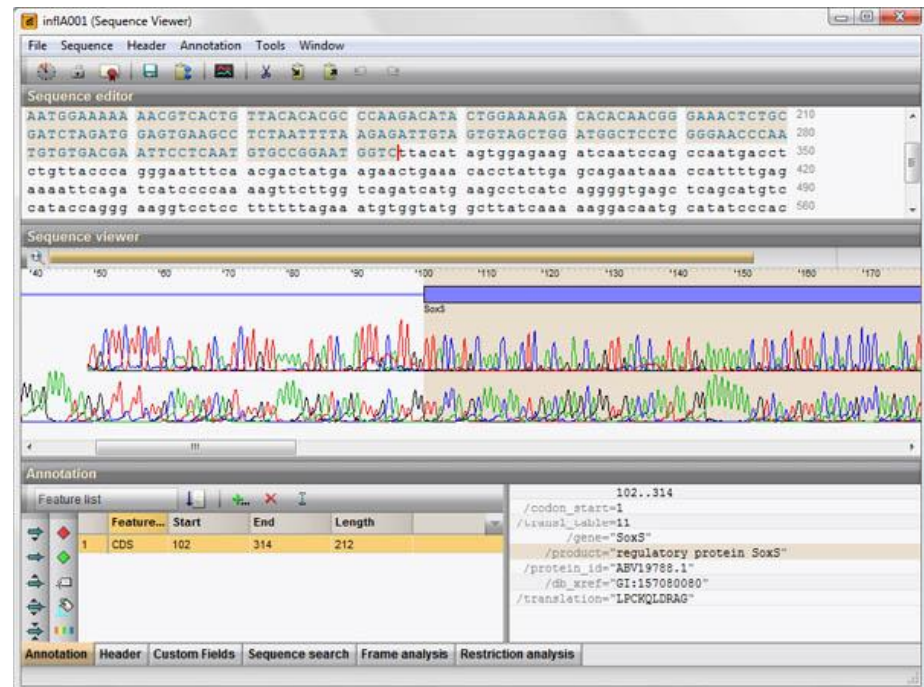 inflA001 (Sequence Viewer)
File Sequence Header Annotation Tools Window
Sequence editor
AATGGAAAAA AACGTCACTG TTACACACGC CCAAGACATA CTGGAAAAGA CACACAACGG GAAACTCTGC 210
GATCTAGATG GAGTGAAGCC TCTAATTTTA AGAGATTGTA GTGTAGCTGG ATGGCTCCTC GGGAACCCAA 280
TGTGTGACGA ATTCCTCAAT GTGCCGGAAT GGTCttacat agtggagaag atcaatccag ccaatgacct 350
ctgttaccca gggaatttca acgactatga agaactgaaa cacctattga gcagaataaa ccattttgag 420
aaaattcaga tcatccccaa aagttcttgg tcagatcatg aagcctcatc aggggtgagc tcagcatgtc 490
cataccaggg aaggtcctcc ttttttagaa atgtggtatg gcttatcaaa aaggacaatg catatcccac 560
Sequence viewer
'40 '50 '60 '70 '80 '90 '100 '110 '120 '130 '140 '150 '160 '170
SoxS
Annotation
Feature list
Feature... Start End Length
1 CDS 102 314 212
102..314
/codon_start=1
/transl_table=11
/gene="SoxS"
/product="regulatory protein SoxS"
/protein_id="ABV19788.1"
/db_xref="GI:157080080"
/translation="LPCKQLDRAG"
Annotation Header Custom Fields Sequence search Frame analysis Restriction analysis